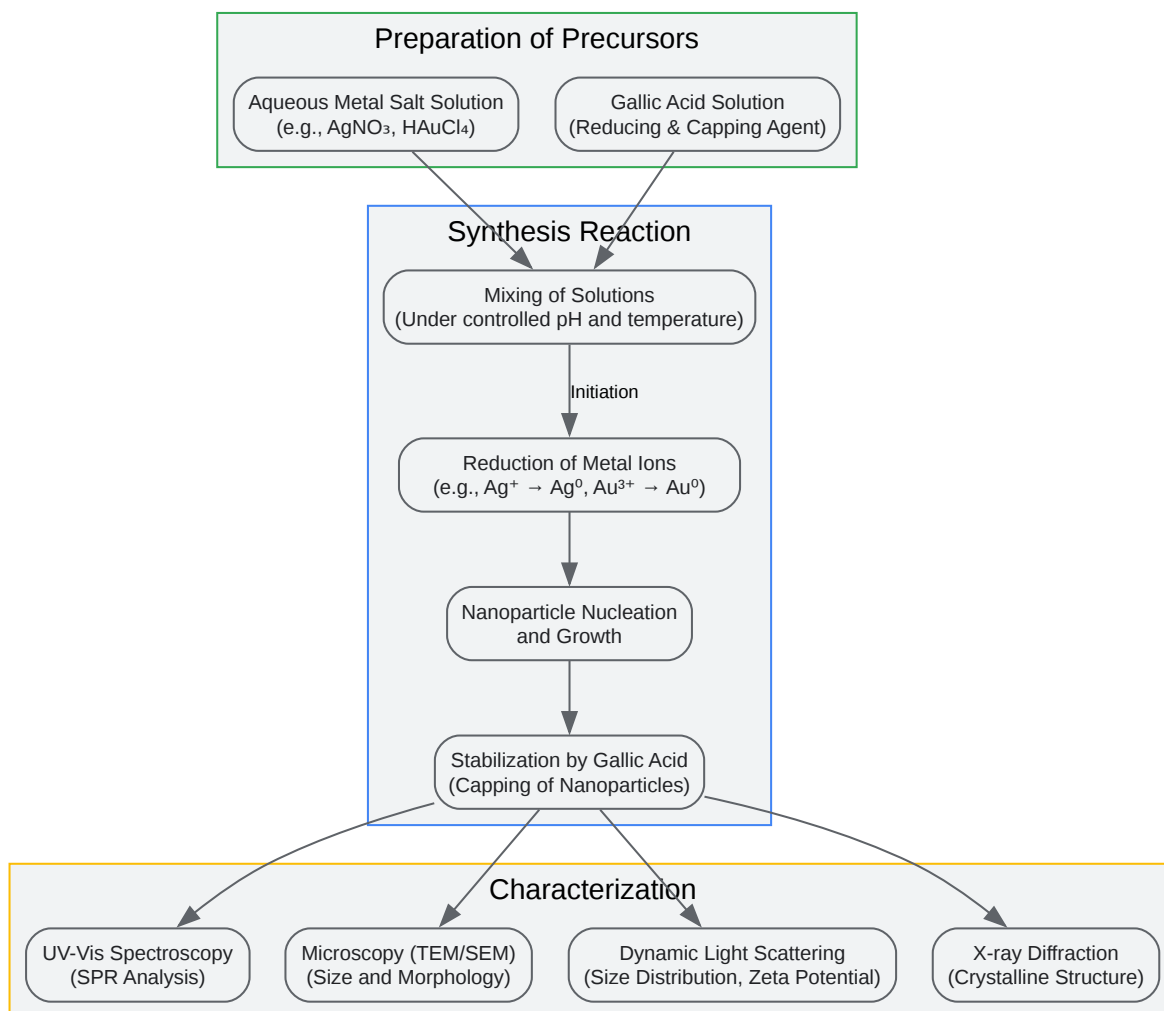 Preparation of Precursors
Aqueous Metal Salt Solution
(e.g., AgNO₃, HAuCl₄)
Gallic Acid Solution
(Reducing & Capping Agent)
Synthesis Reaction
Mixing of Solutions
(Under controlled pH and temperature)
Initiation
Reduction of Metal Ions
(e.g., Ag⁺ → Ag⁰, Au³⁺ → Au⁰)
Nanoparticle Nucleation
and Growth
Stabilization by Gallic Acid
(Capping of Nanoparticles)
Characterization
UV-Vis Spectroscopy
(SPR Analysis)
Microscopy (TEM/SEM)
(Size and Morphology)
Dynamic Light Scattering
(Size Distribution, Zeta Potential)
X-ray Diffraction
(Crystalline Structure)